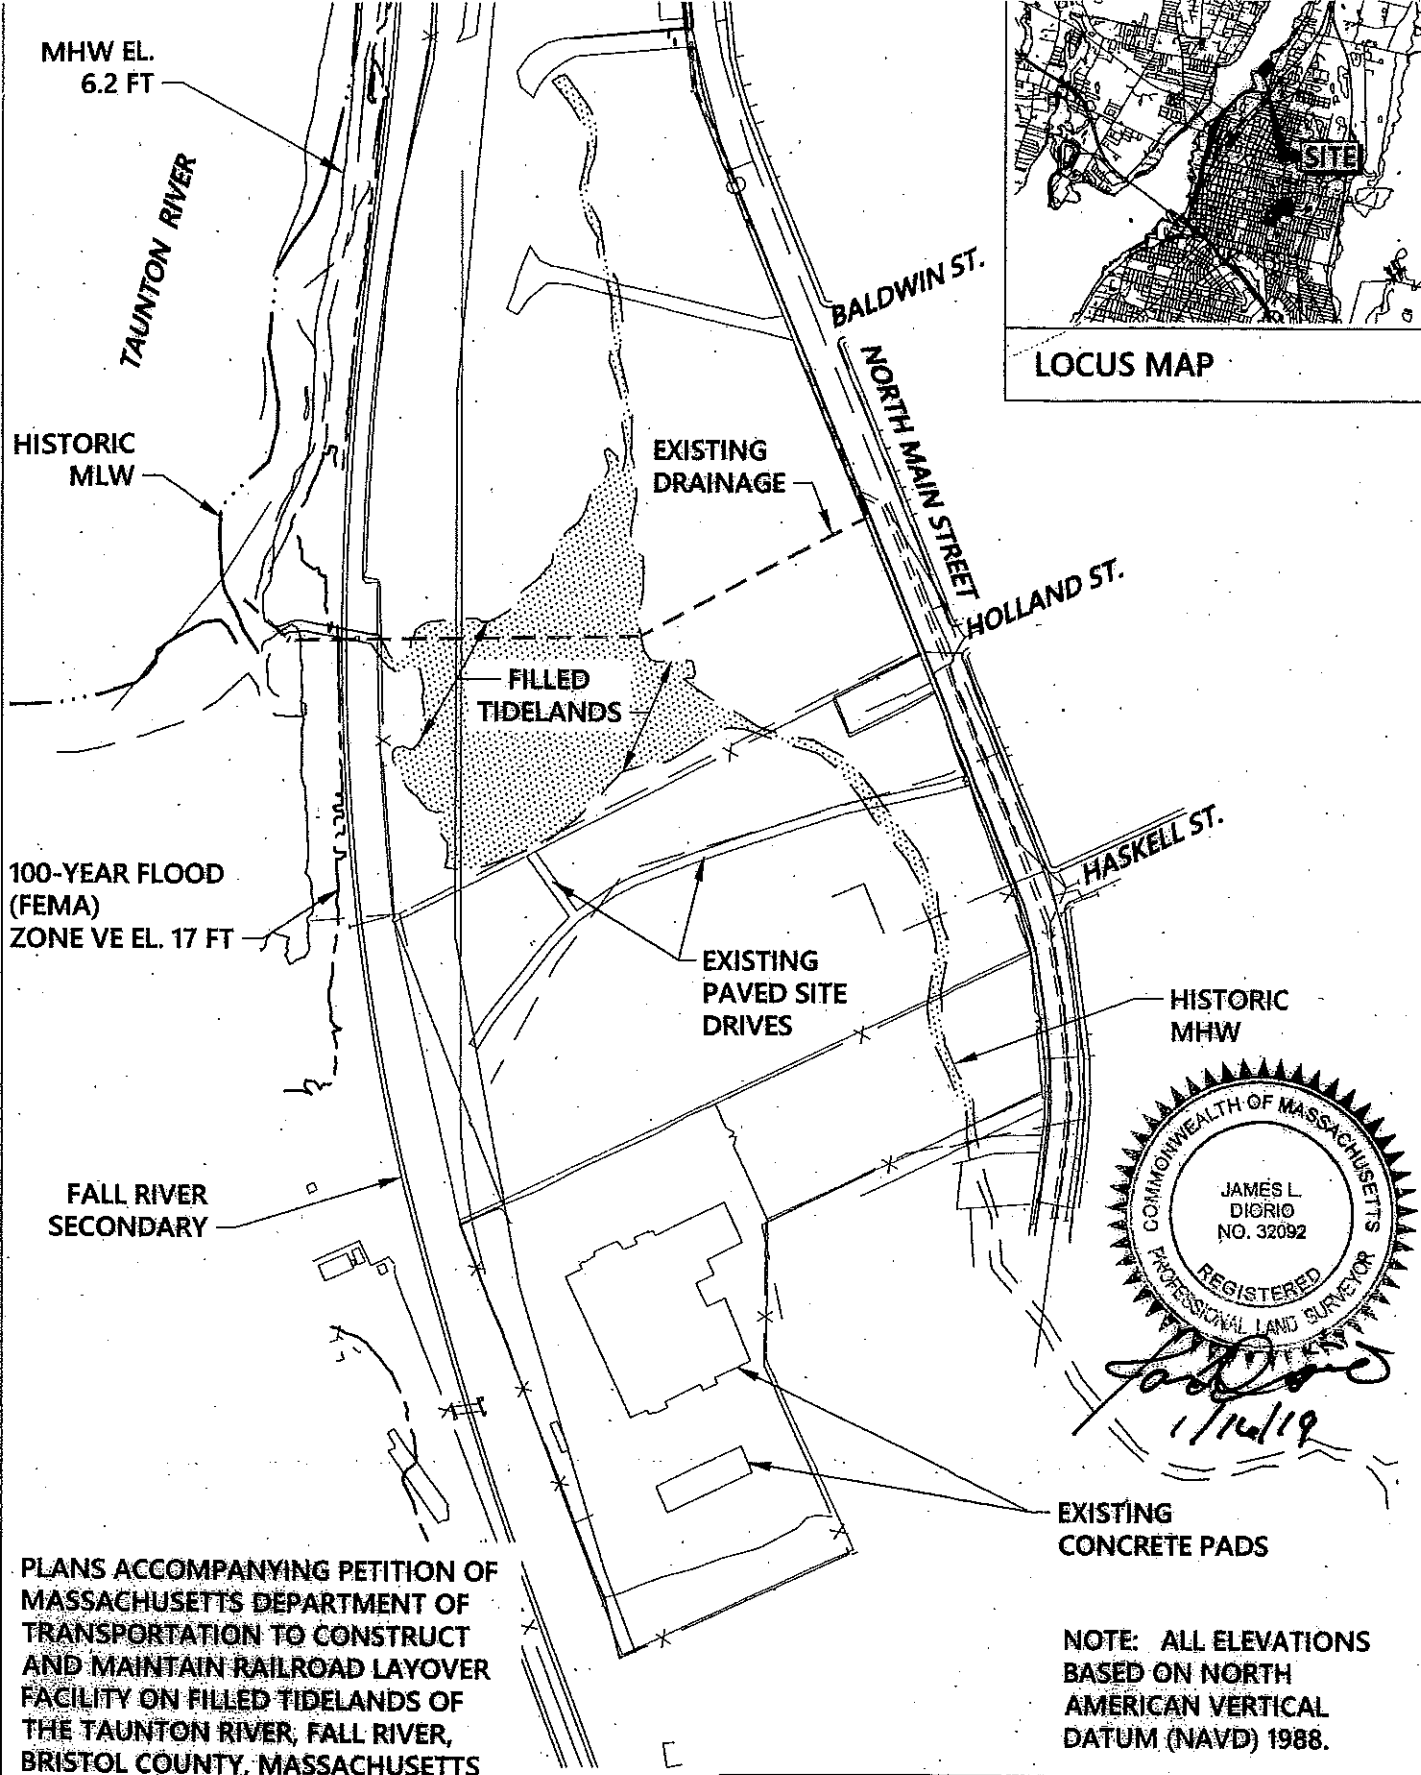 MHW EL.
6.2 FT
TAUNTON RIVER
SITE
BALDWIN ST.
LOCUS MAP
NORTH MAIN STREET
HISTORIC
MLW
EXISTING
DRAINAGE
HOLLAND ST.
FILLED
TIDELANDS
HASKELL ST.
100-YEAR FLOOD
(FEMA)
ZONE VE EL. 17 FT
EXISTING
PAVED SITE
DRIVES
HISTORIC
MHW
COMMONWEALTH OF MASSACHUSETTS
JAMES L.
DIORIO
NO. 32092
REGISTERED
PROFESSIONAL LAND SURVEYOR
FALL RIVER
SECONDARY
EXISTING
CONCRETE PADS
PLANS ACCOMPANYING PETITION OF
MASSACHUSETTS DEPARTMENT OF
TRANSPORTATION TO CONSTRUCT
AND MAINTAIN RAILROAD LAYOVER
FACILITY ON FILLED TIDELANDS OF
THE TAUNTON RIVER, FALL RIVER,
BRISTOL COUNTY, MASSACHUSETTS
NOTE: ALL ELEVATIONS
BASED ON NORTH
AMERICAN VERTICAL
DATUM (NAVD) 1988.